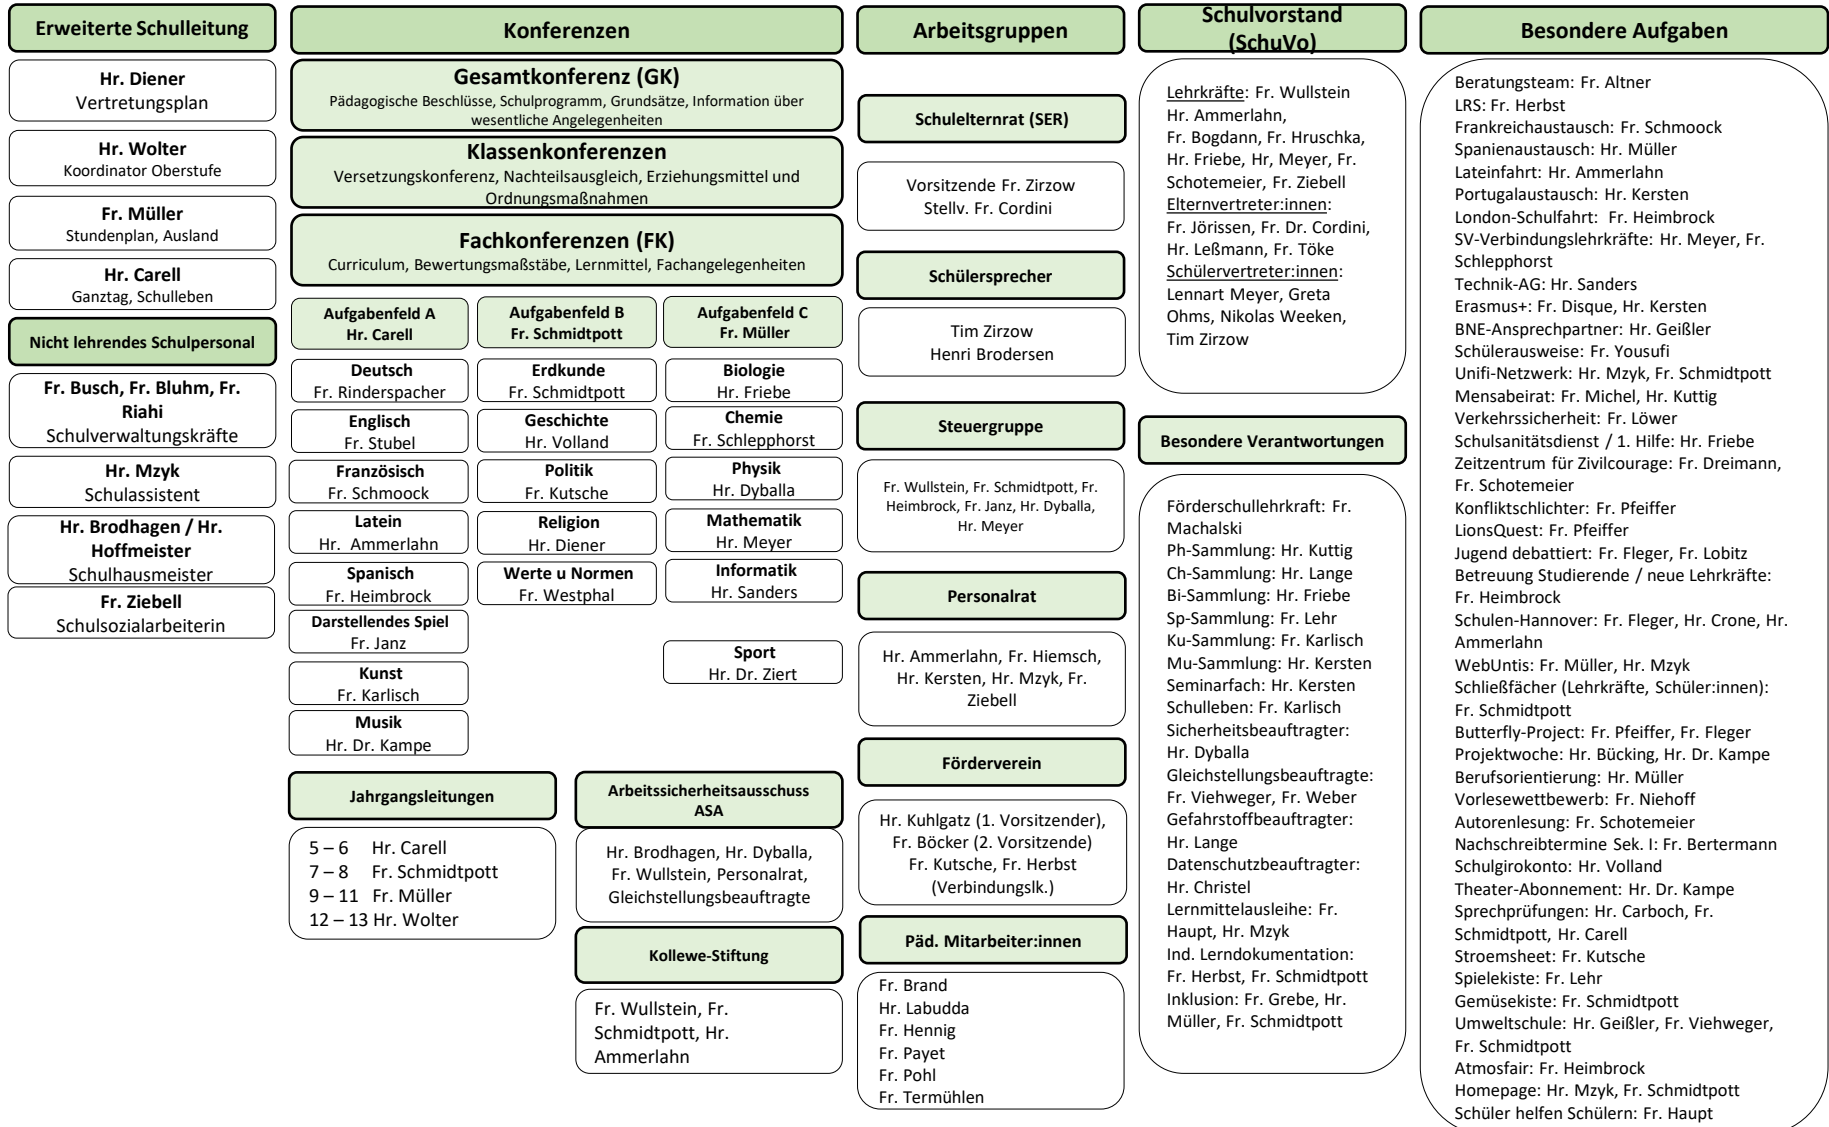 Erweiterte Schulleitung
Hr. Diener
Vertretungsplan
Hr. Wolter
Koordinator Oberstufe
Fr. Müller
Stundenplan, Ausland
Hr. Carell
Ganztag, Schulleben
Nicht lehrendes Schulpersonal
Fr. Busch, Fr. Bluhm, Fr.
Riahi
Schulverwaltungskräfte
Hr. Mzyk
Schulassistent
Hr. Brodhagen / Hr.
Hoffmeister
Schulhausmeister
Fr. Ziebell
Schulsozialarbeiterin
Konferenzen
Gesamtkonferenz (GK)
Pädagogische Beschlüsse, Schulprogramm, Grundsätze, Information über
wesentliche Angelegenheiten
Klassenkonferenzen
Versetzungskonferenz, Nachteilsausgleich, Erziehungsmittel und
Ordnungsmaßnahmen
Fachkonferenzen (FK)
Curriculum, Bewertungsmaßstäbe, Lernmittel, Fachangelegenheiten
Aufgabenfeld A
Hr. Carell
Deutsch
Fr. Rinderspacher
Englisch
Fr. Stubel
Französisch
Fr. Schmoock
Latein
Hr.  Ammerlahn
Spanisch
Fr. Heimbrock
Darstellendes Spiel
Fr. Janz
Kunst
Fr. Karlisch
Musik
Hr. Dr. Kampe
Aufgabenfeld B
Fr. Schmidtpott
Erdkunde
Fr. Schmidtpott
Geschichte
Hr. Volland
Politik
Fr. Kutsche
Religion
Hr. Diener
Werte u Normen
Fr. Westphal
Aufgabenfeld C
Fr. Müller
Biologie
Hr. Friebe
Chemie
Fr. Schlepphorst
Physik
Hr. Dyballa
Mathematik
Hr. Meyer
Informatik
Hr. Sanders
Sport
Hr. Dr. Ziert
Jahrgangsleitungen
5 – 6 Hr. Carell
7 – 8 Fr. Schmidtpott
9 – 11 Fr. Müller
12 – 13 Hr. Wolter
Arbeitssicherheitsausschuss
ASA
Hr. Brodhagen, Hr. Dyballa,
Fr. Wullstein, Personalrat,
Gleichstellungsbeauftragte
Kollewe-Stiftung
Fr. Wullstein, Fr.
Schmidtpott, Hr.
Ammerlahn
Arbeitsgruppen
Schulelternrat (SER)
Vorsitzende Fr. Zirzow
Stellv. Fr. Cordini
Schülersprecher
Tim Zirzow
Henri Brodersen
Steuergruppe
Fr. Wullstein, Fr. Schmidtpott, Fr.
Heimbrock, Fr. Janz, Hr. Dyballa,
Hr. Meyer
Personalrat
Hr. Ammerlahn, Fr. Hiemsch,
Hr. Kersten, Hr. Mzyk, Fr.
Ziebell
Förderverein
Hr. Kuhlgatz (1. Vorsitzender),
Fr. Böcker (2. Vorsitzende)
Fr. Kutsche, Fr. Herbst
(Verbindungslk.)
Päd. Mitarbeiter:innen
Fr. Brand
Hr. Labudda
Fr. Hennig
Fr. Payet
Fr. Pohl
Fr. Termühlen
Schulvorstand
(SchuVo)
Lehrkräfte: Fr. Wullstein
Hr. Ammerlahn,
Fr. Bogdann, Fr. Hruschka,
Hr. Friebe, Hr, Meyer, Fr.
Schotemeier, Fr. Ziebell
Elternvertreter:innen:
Fr. Jörissen, Fr. Dr. Cordini,
Hr. Leßmann, Fr. Töke
Schülervertreter:innen:
Lennart Meyer, Greta
Ohms, Nikolas Weeken,
Tim Zirzow
Besondere Verantwortungen
Förderschullehrkraft: Fr.
Machalski
Ph-Sammlung: Hr. Kuttig
Ch-Sammlung: Hr. Lange
Bi-Sammlung: Hr. Friebe
Sp-Sammlung: Fr. Lehr
Ku-Sammlung: Fr. Karlisch
Mu-Sammlung: Hr. Kersten
Seminarfach: Hr. Kersten
Schulleben: Fr. Karlisch
Sicherheitsbeauftragter:
Hr. Dyballa
Gleichstellungsbeauftragte:
Fr. Viehweger, Fr. Weber
Gefahrstoffbeauftragter:
Hr. Lange
Datenschutzbeauftragter:
Hr. Christel
Lernmittelausleihe: Fr.
Haupt, Hr. Mzyk
Ind. Lerndokumentation:
Fr. Herbst, Fr. Schmidtpott
Inklusion: Fr. Grebe, Hr.
Müller, Fr. Schmidtpott
Besondere Aufgaben
Beratungsteam: Fr. Altner
LRS: Fr. Herbst
Frankreichaustausch: Fr. Schmoock
Spanienaustausch: Hr. Müller
Lateinfahrt: Hr. Ammerlahn
Portugalaustausch: Hr. Kersten
London-Schulfahrt:  Fr. Heimbrock
SV-Verbindungslehrkräfte: Hr. Meyer, Fr.
Schlepphorst
Technik-AG: Hr. Sanders
Erasmus+: Fr. Disque, Hr. Kersten
BNE-Ansprechpartner: Hr. Geißler
Schülerausweise: Fr. Yousufi
Unifi-Netzwerk: Hr. Mzyk, Fr. Schmidtpott
Mensabeirat: Fr. Michel, Hr. Kuttig
Verkehrssicherheit: Fr. Löwer
Schulsanitätsdienst / 1. Hilfe: Hr. Friebe
Zeitzentrum für Zivilcourage: Fr. Dreimann,
Fr. Schotemeier
Konfliktschlichter: Fr. Pfeiffer
LionsQuest: Fr. Pfeiffer
Jugend debattiert: Fr. Fleger, Fr. Lobitz
Betreuung Studierende / neue Lehrkräfte:
Fr. Heimbrock
Schulen-Hannover: Fr. Fleger, Hr. Crone, Hr.
Ammerlahn
WebUntis: Fr. Müller, Hr. Mzyk
Schließfächer (Lehrkräfte, Schüler:innen):
Fr. Schmidtpott
Butterfly-Project: Fr. Pfeiffer, Fr. Fleger
Projektwoche: Hr. Bücking, Hr. Dr. Kampe
Berufsorientierung: Hr. Müller
Vorlesewettbewerb: Fr. Niehoff
Autorenlesung: Fr. Schotemeier
Nachschreibtermine Sek. I: Fr. Bertermann
Schulgirokonto: Hr. Volland
Theater-Abonnement: Hr. Dr. Kampe
Sprechprüfungen: Hr. Carboch, Fr.
Schmidtpott, Hr. Carell
Stroemsheet: Fr. Kutsche
Spielekiste: Fr. Lehr
Gemüsekiste: Fr. Schmidtpott
Umweltschule: Hr. Geißler, Fr. Viehweger,
Fr. Schmidtpott
Atmosfair: Fr. Heimbrock
Homepage: Hr. Mzyk, Fr. Schmidtpott
Schüler helfen Schülern: Fr. Haupt